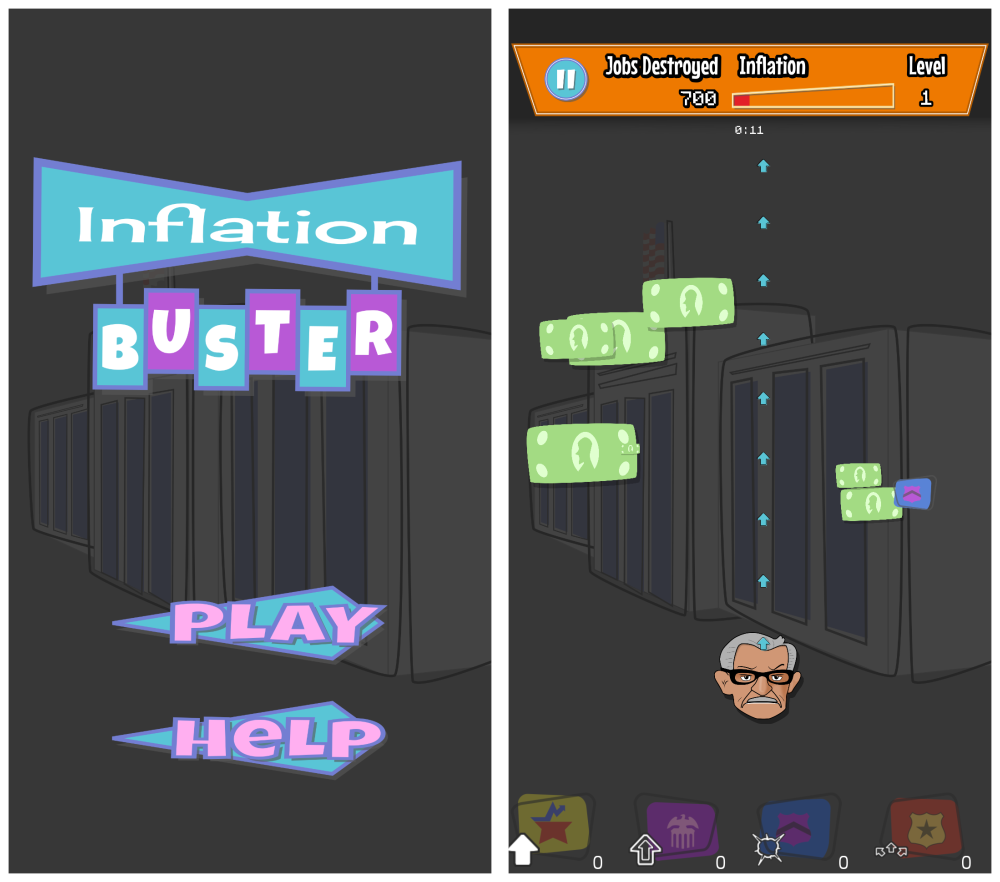 Inflation
BUSTER
PLAY
HELP
Jobs Destroyed Inflation Level
700 1
0:11
0 0 0 0